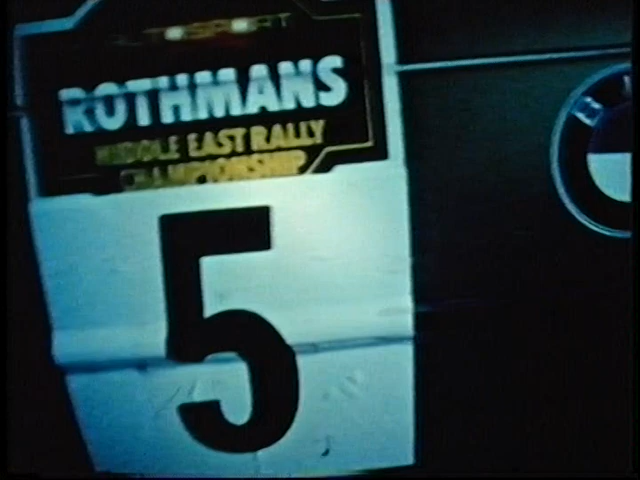 ROTHMANS
MIDDLE EAST RALLY
CHAMPIONSHIP
5
B